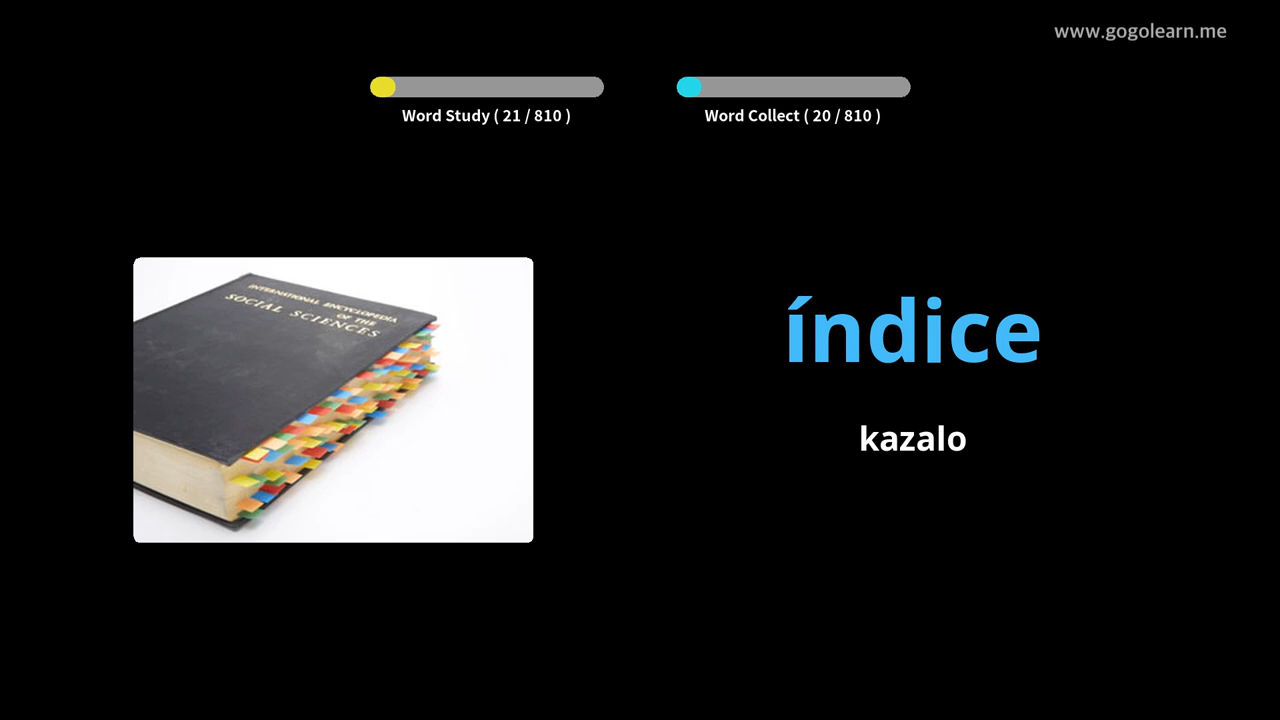 www.gogolearn.me
Word Study ( 21 / 810 )
Word Collect ( 20 / 810 )
INTERNATIONAL ENCYCLOPEDIA
OF THE
SOCIAL SCIENCES
índice
kazalo